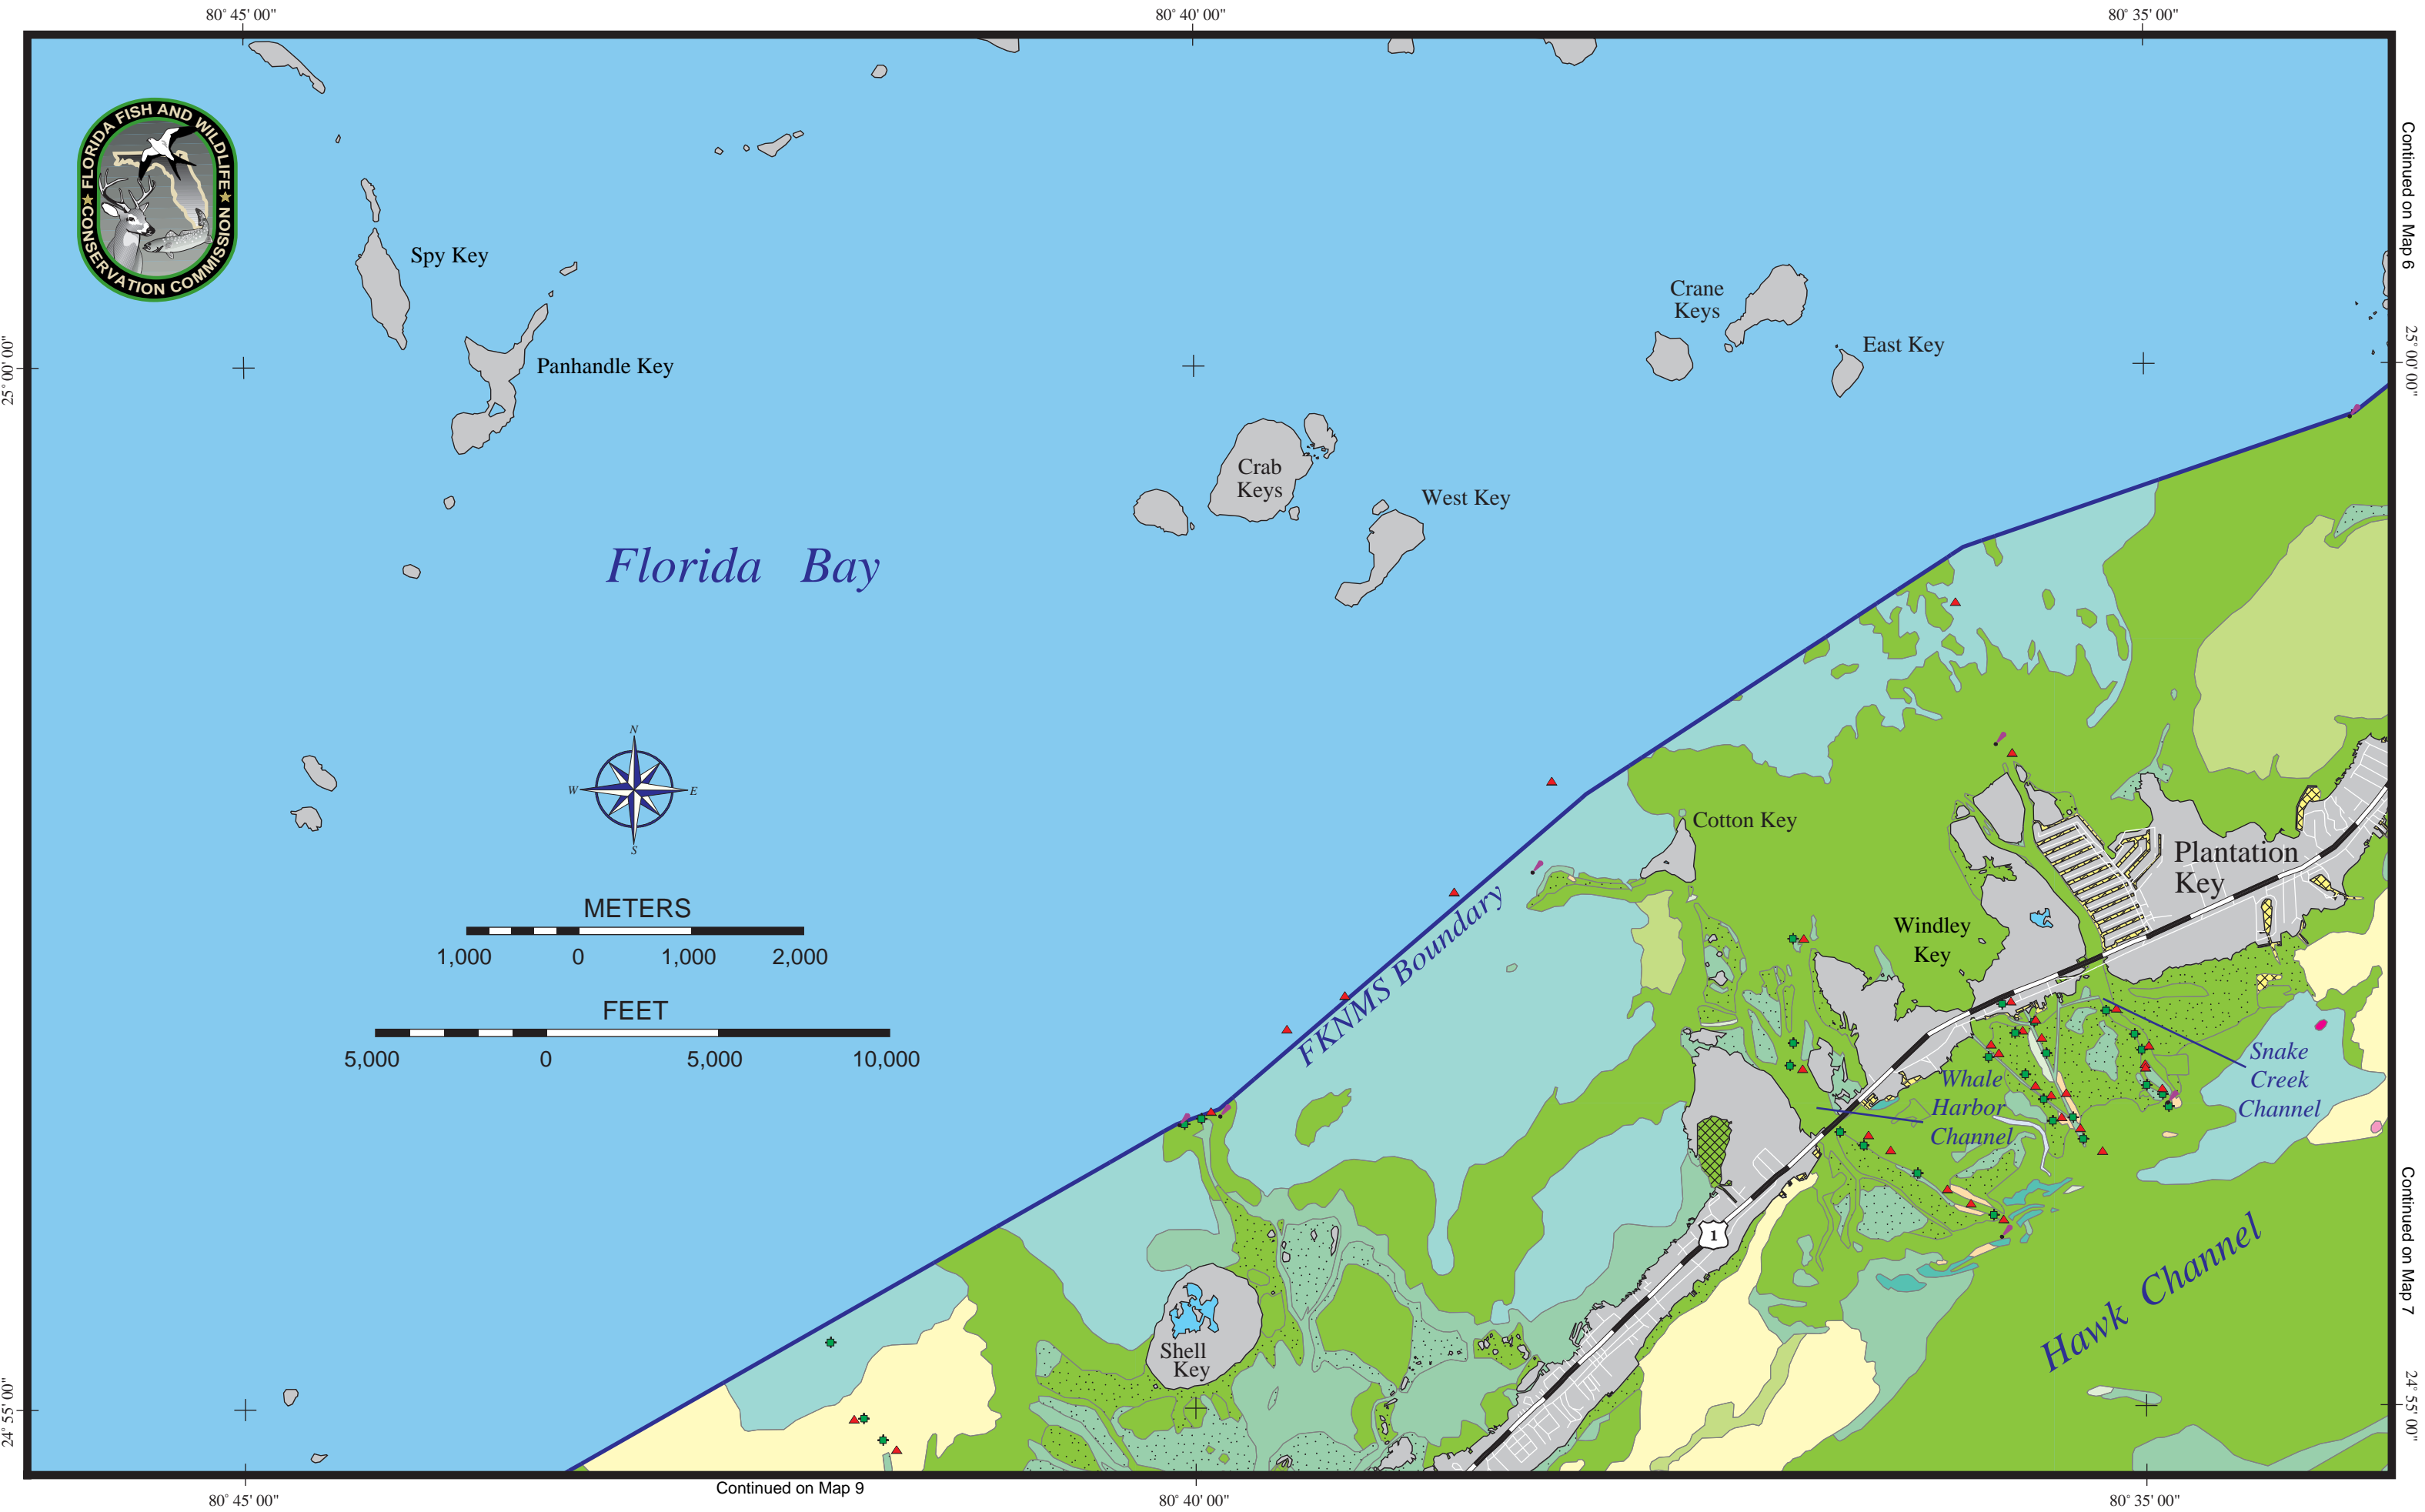 80° 45' 00"
80° 40' 00"
80° 35' 00"
FLORIDA FISH AND WILDLIFE
CONSERVATION COMMISSION
Continued on Map 6
Spy Key
Crane
Keys
East Key
25° 00' 00"
Panhandle Key
25° 00' 00"
Crab
Keys
West Key
Florida Bay
N
W
E
S
Cotton Key
Plantation
Key
METERS
1,000
0
1,000
2,000
Windley
Key
FKNMS Boundary
FEET
5,000
0
5,000
10,000
Snake
Creek
Channel
Whale
Harbor
Channel
1
Hawk Channel
Continued on Map 7
Shell
Key
24° 55' 00"
24° 55' 00"
Continued on Map 9
80° 45' 00"
80° 40' 00"
80° 35' 00"